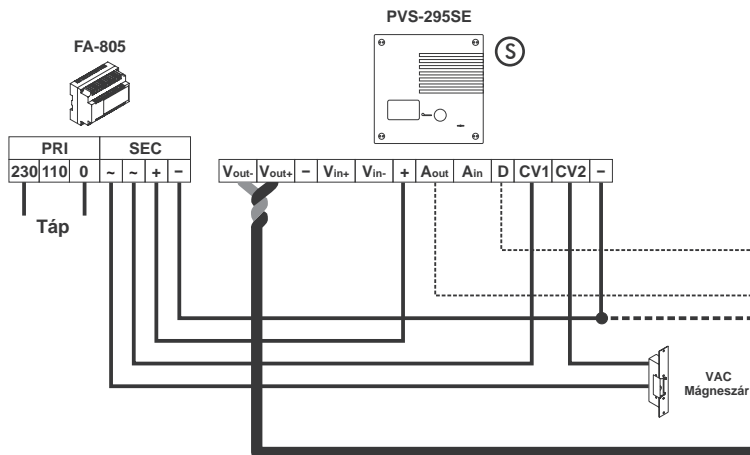 PVS-295SE
FA-805
S
PRI SEC
230 110 0 ~ ~ + −
Vout- Vout+ − Vin+ Vin- + Aout Ain D CV1 CV2 −
Táp
VAC
Mágneszár